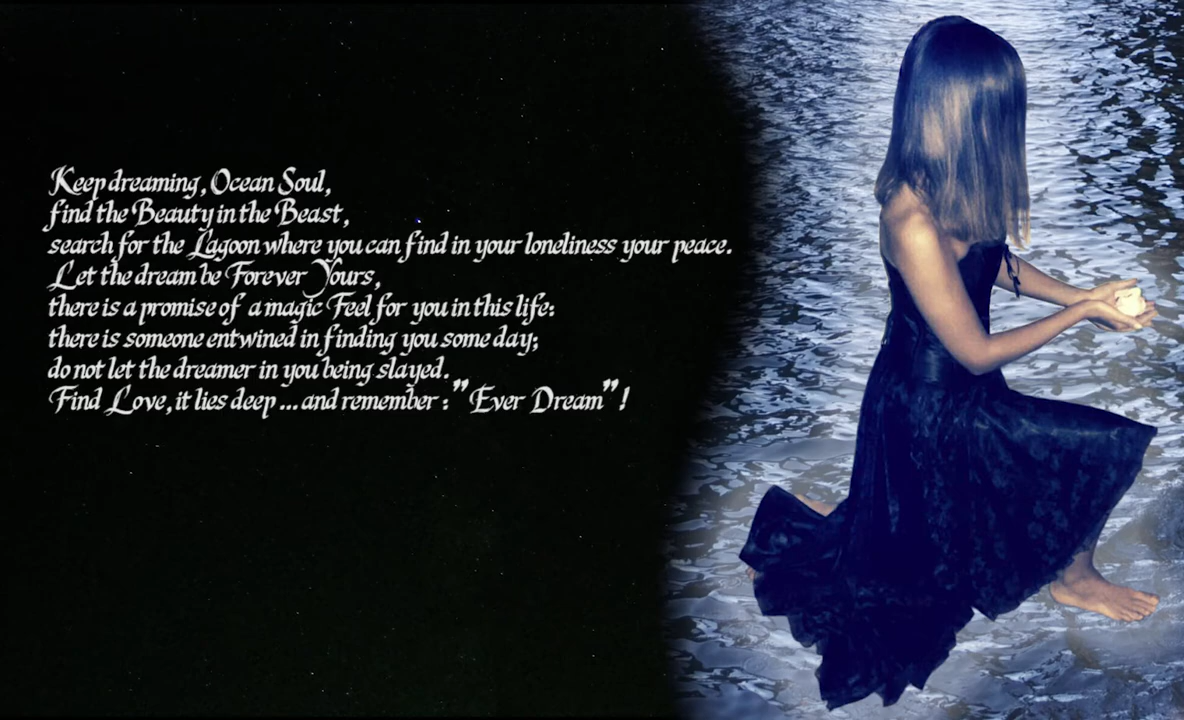 Keep dreaming, Ocean Soul,
find the Beauty in the Beast,
search for the Lagoon where you can find in your loneliness your peace.
Let the dream be Forever Yours,
there is a promise of a magic Feel for you in this life:
there is someone entwined in finding you some day;
do not let the dreamer in you being slayed.
Find Love, it lies deep ... and remember : "Ever Dream" !